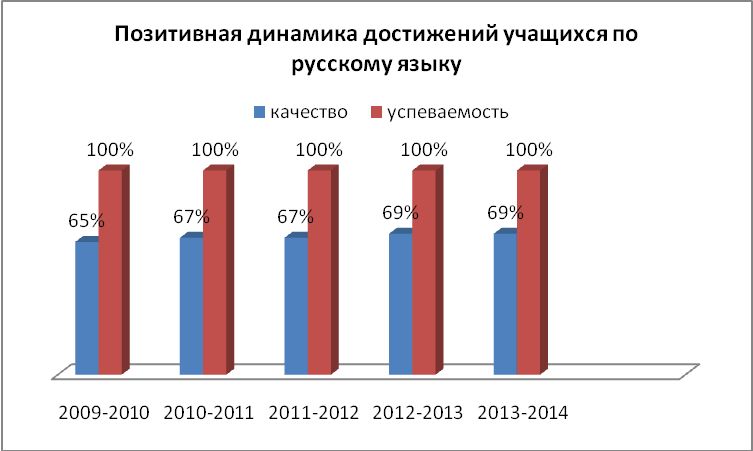 Позитивная динамика достижений учащихся по
русскому языку
качество успеваемость
100% 100% 100% 100% 100%
65% 67% 67% 69% 69%
2009-2010 2010-2011 2011-2012 2012-2013 2013-2014